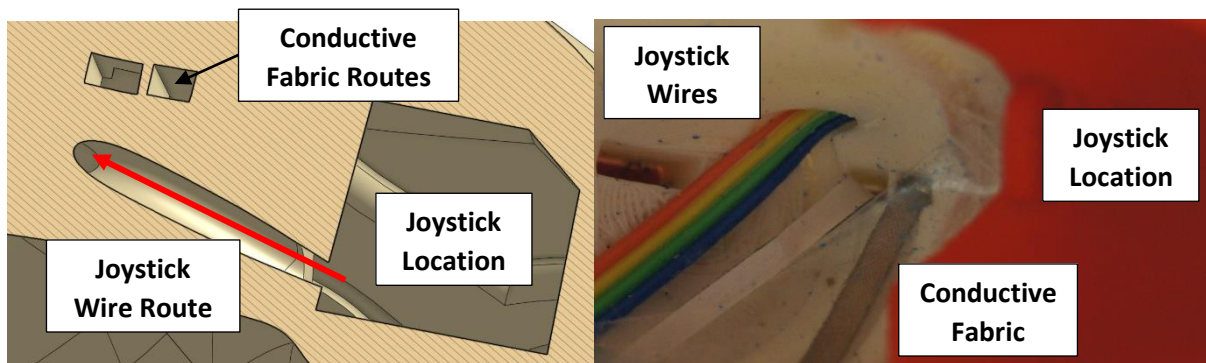 Conductive
Fabric Routes
Joystick
Location
Joystick
Wire Route
Joystick
Wires
Joystick
Location
Conductive
Fabric